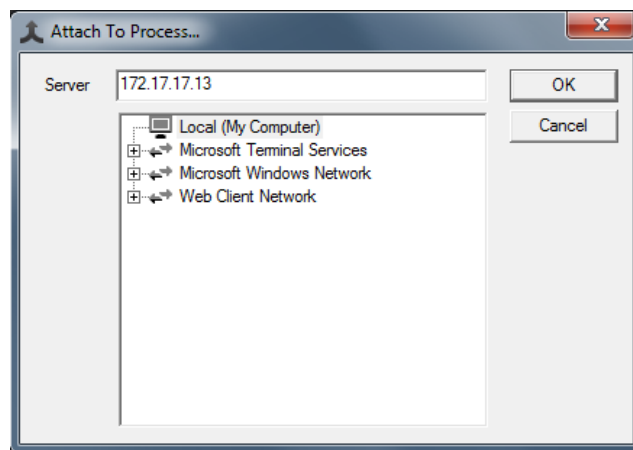 Attach To Process...
Server 172.17.17.13 OK
Local (My Computer) Cancel
Microsoft Terminal Services
Microsoft Windows Network
Web Client Network